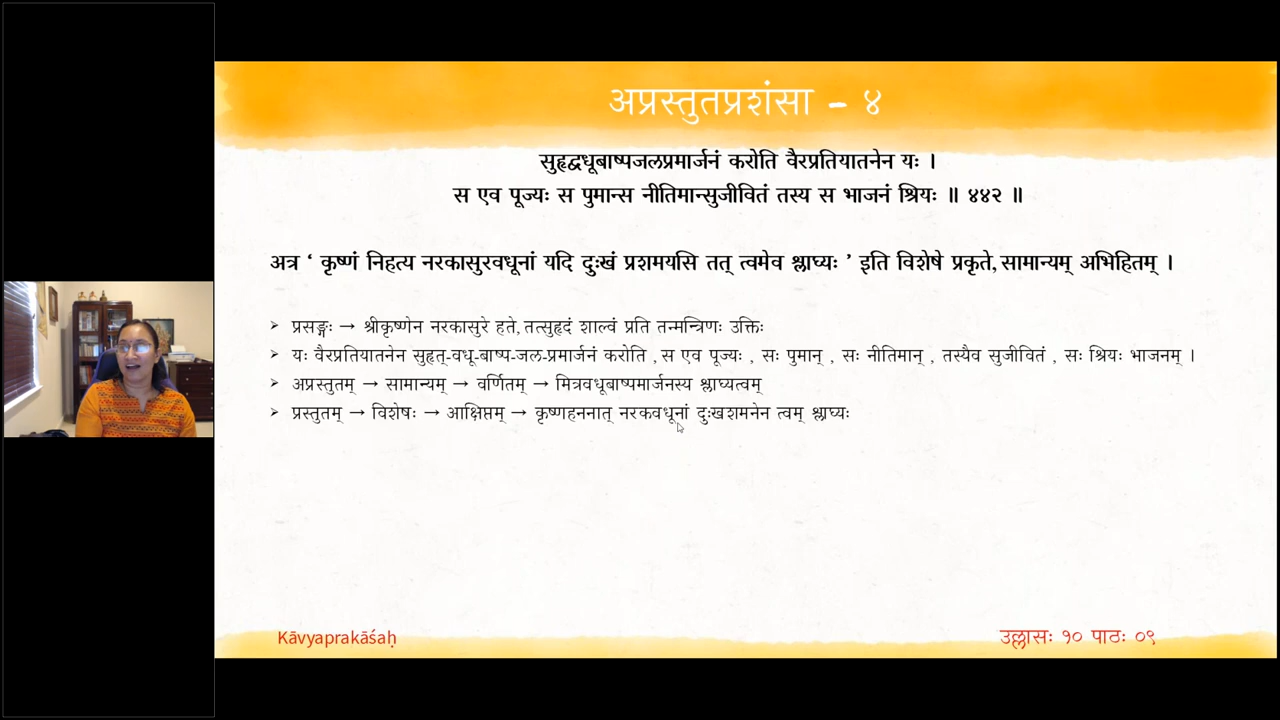 अप्रस्तुतप्रशंसा - ४
सुहृद्वधूबाष्पजलप्रमार्जनं करोति वैरप्रतियातनेन यः ।
स एव पूज्यः स पुमान्स नीतिमान्सुजीवितं तस्य स भाजनं श्रियः ॥ ४४२ ॥
अत्र ‘ कृष्णं निहत्य नरकासुरवधूनां यदि दुःखं प्रशमयसि तत् त्वमेव श्लाघ्यः ’ इति विशेषे प्रकृते, सामान्यम् अभिहितम् ।
➤ प्रसङ्गः → श्रीकृष्णेन नरकासुरे हते, तत्सुहृदं शाल्वं प्रति तन्मन्त्रिणः उक्तिः
➤ यः वैरप्रतियातनेन सुहृत्-वधू-बाष्प-जल-प्रमार्जनं करोति , स एव पूज्यः , सः पुमान् , सः नीतिमान् , तस्यैव सुजीवितं , सः श्रियः भाजनम् ।
➤ अप्रस्तुतम् → सामान्यम् → वर्णितम् → मित्रवधूबाष्पमार्जनस्य श्लाघ्यत्वम्
➤ प्रस्तुतम् → विशेषः → आक्षिप्तम् → कृष्णहननात् नरकवधूनां दुःखशमनेन त्वम् श्लाघ्यः
Kāvyaprakāśaḥ
उल्लासः १० पाठः ०९